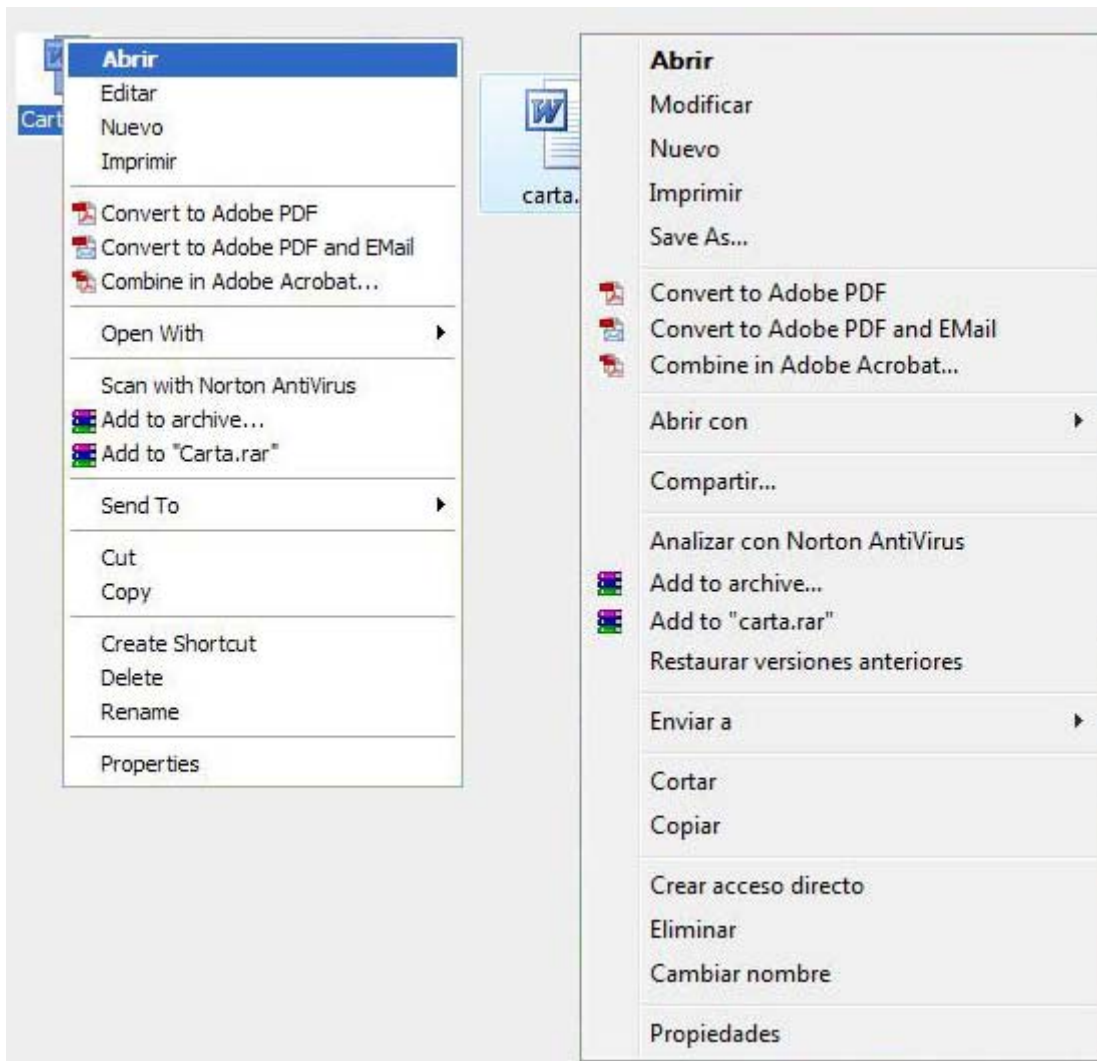 Abrir
Editar
Nuevo
Imprimir
Convert to Adobe PDF
Convert to Adobe PDF and EMail
Combine in Adobe Acrobat...
Open With
Scan with Norton AntiVirus
Add to archive...
Add to "Carta.rar"
Send To
Cut
Copy
Create Shortcut
Delete
Rename
Properties
carta.
Abrir
Modificar
Nuevo
Imprimir
Save As...
Convert to Adobe PDF
Convert to Adobe PDF and EMail
Combine in Adobe Acrobat...
Abrir con
Compartir...
Analizar con Norton AntiVirus
Add to archive...
Add to "carta.rar"
Restaurar versiones anteriores
Enviar a
Cortar
Copiar
Crear acceso directo
Eliminar
Cambiar nombre
Propiedades